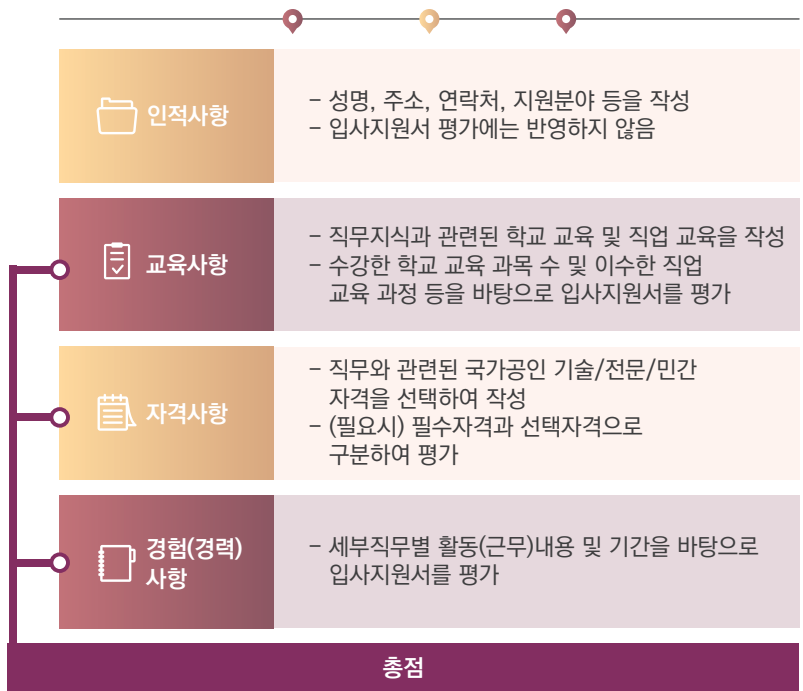 인적사항
- 성명, 주소, 연락처, 지원분야 등을 작성
- 입사지원서 평가에는 반영하지 않음
교육사항
- 직무지식과 관련된 학교 교육 및 직업 교육을 작성
- 수강한 학교 교육 과목 수 및 이수한 직업
교육 과정 등을 바탕으로 입사지원서를 평가
자격사항
- 직무와 관련된 국가공인 기술/전문/민간
자격을 선택하여 작성
- (필요시) 필수자격과 선택자격으로
구분하여 평가
경험(경력)
사항
- 세부직무별 활동(근무)내용 및 기간을 바탕으로
입사지원서를 평가
총점